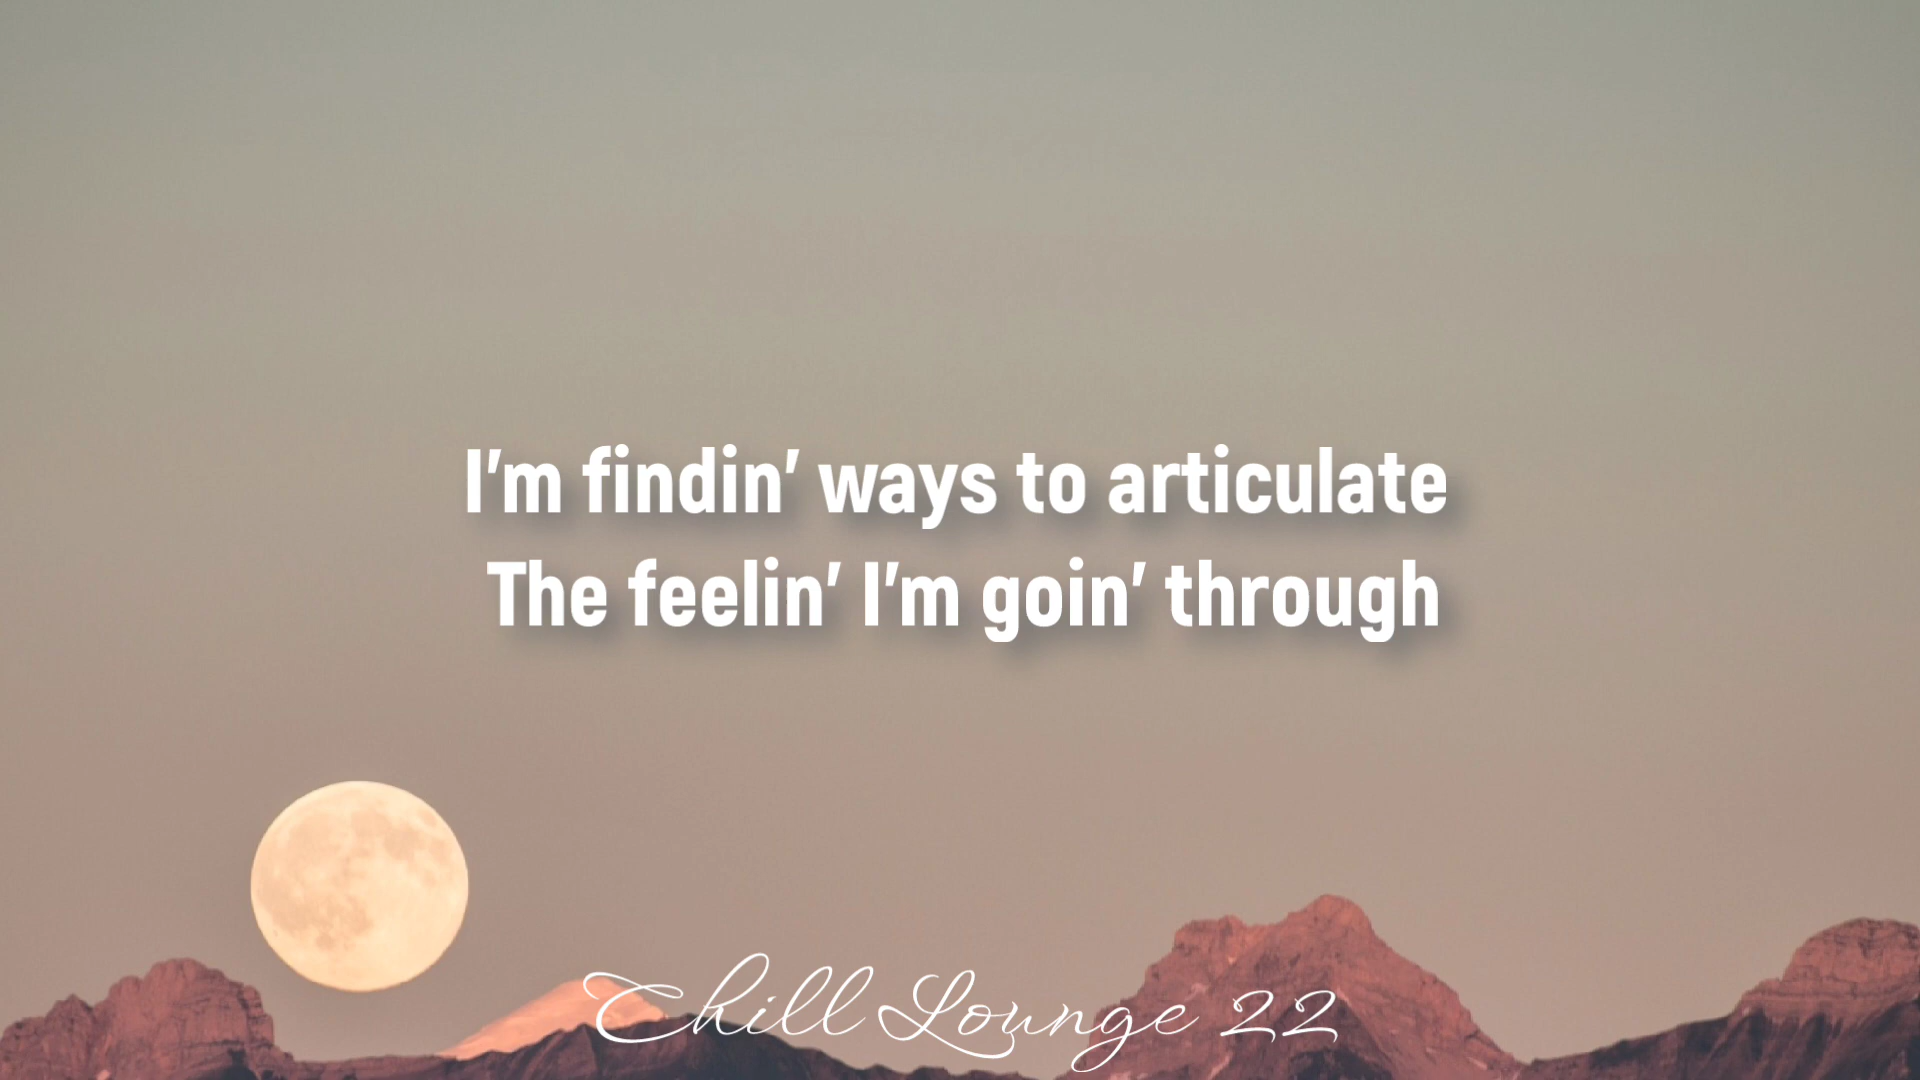 I’m findin’ ways to articulate
The feelin’ I’m goin’ through
Chill Lounge 22